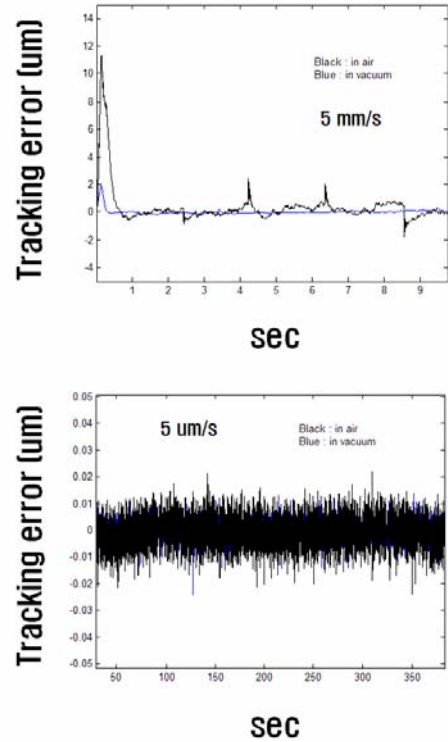 Tracking error (um)
14
12
10
8
6
4
2
0
-2
-4
Black : in air
Blue : in vacuum
5 mm/s
1 2 3 4 5 6 7 8 9
sec
Tracking error (um)
0.05
0.04
0.03
0.02
0.01
0
-0.01
-0.02
-0.03
-0.04
-0.05
5 um/s
Black : in air
Blue : in vacuum
50 100 150 200 250 300 350
sec